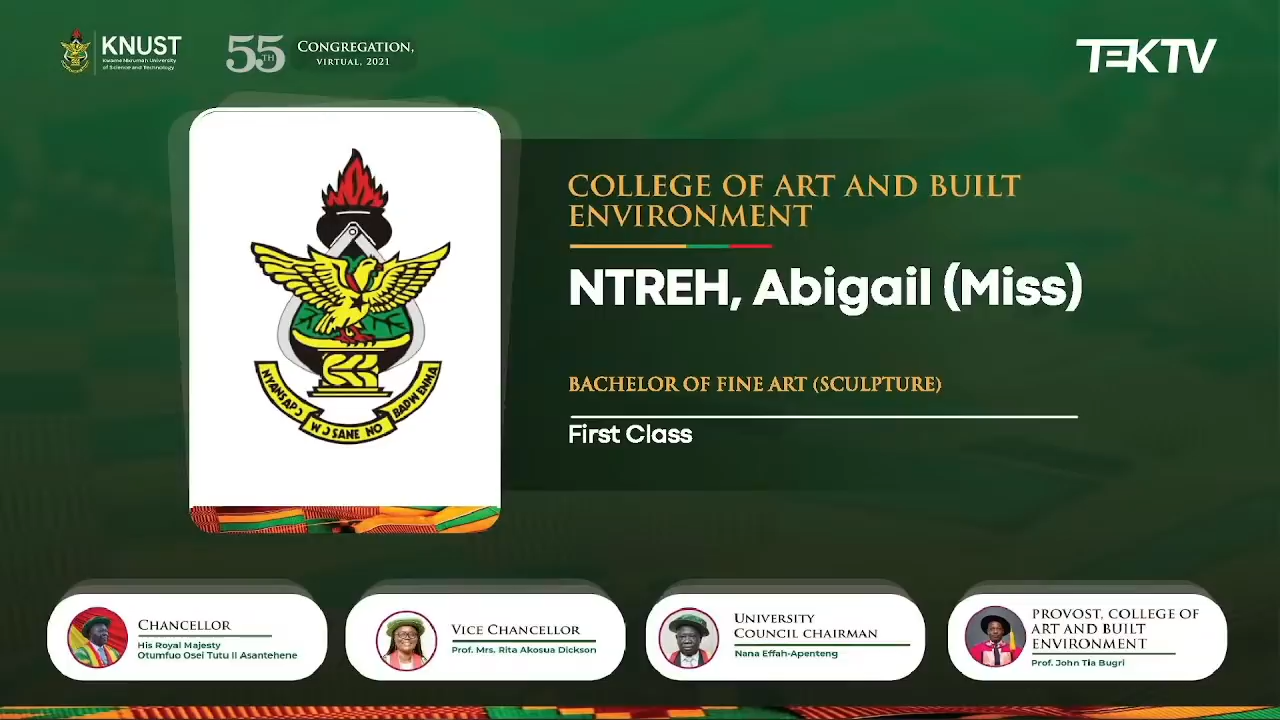 KNUST
Kwame Nkrumah University
of Science and Technology
55TH
CONGREGATION,
VIRTUAL, 2021
TEKTV
NYANSAPƆ WƆSANE NO BADWENMA
COLLEGE OF ART AND BUILT
ENVIRONMENT
NTREH, Abigail (Miss)
BACHELOR OF FINE ART (SCULPTURE)
First Class
CHANCELLOR
His Royal Majesty
Otumfuo Osei Tutu II Asantehene
VICE CHANCELLOR
Prof. Mrs. Rita Akosua Dickson
UNIVERSITY
COUNCIL CHAIRMAN
Nana Effah-Apenteng
PROVOST, COLLEGE OF
ART AND BUILT
ENVIRONMENT
Prof. John Tia Bugri